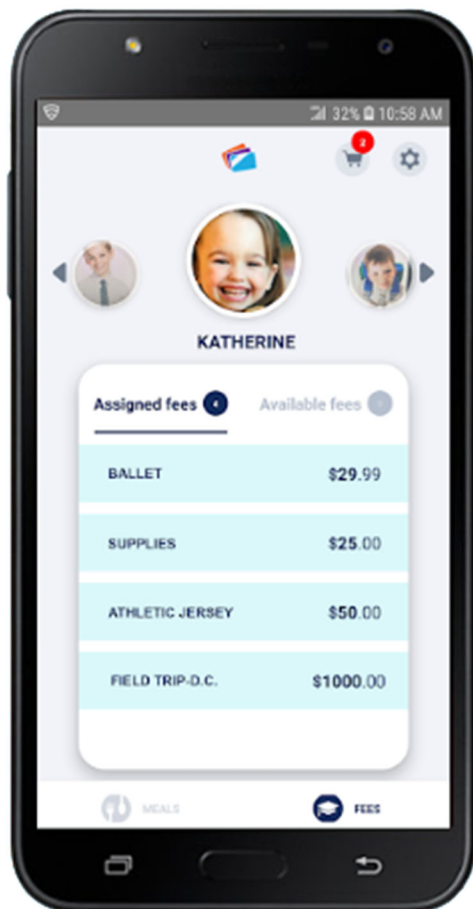 32% 10:58 AM
2
KATHERINE
Assigned fees 4 Available fees
BALLET $29.99
SUPPLIES $25.00
ATHLETIC JERSEY $50.00
FIELD TRIP-D.C. $1000.00
MEALS FEES